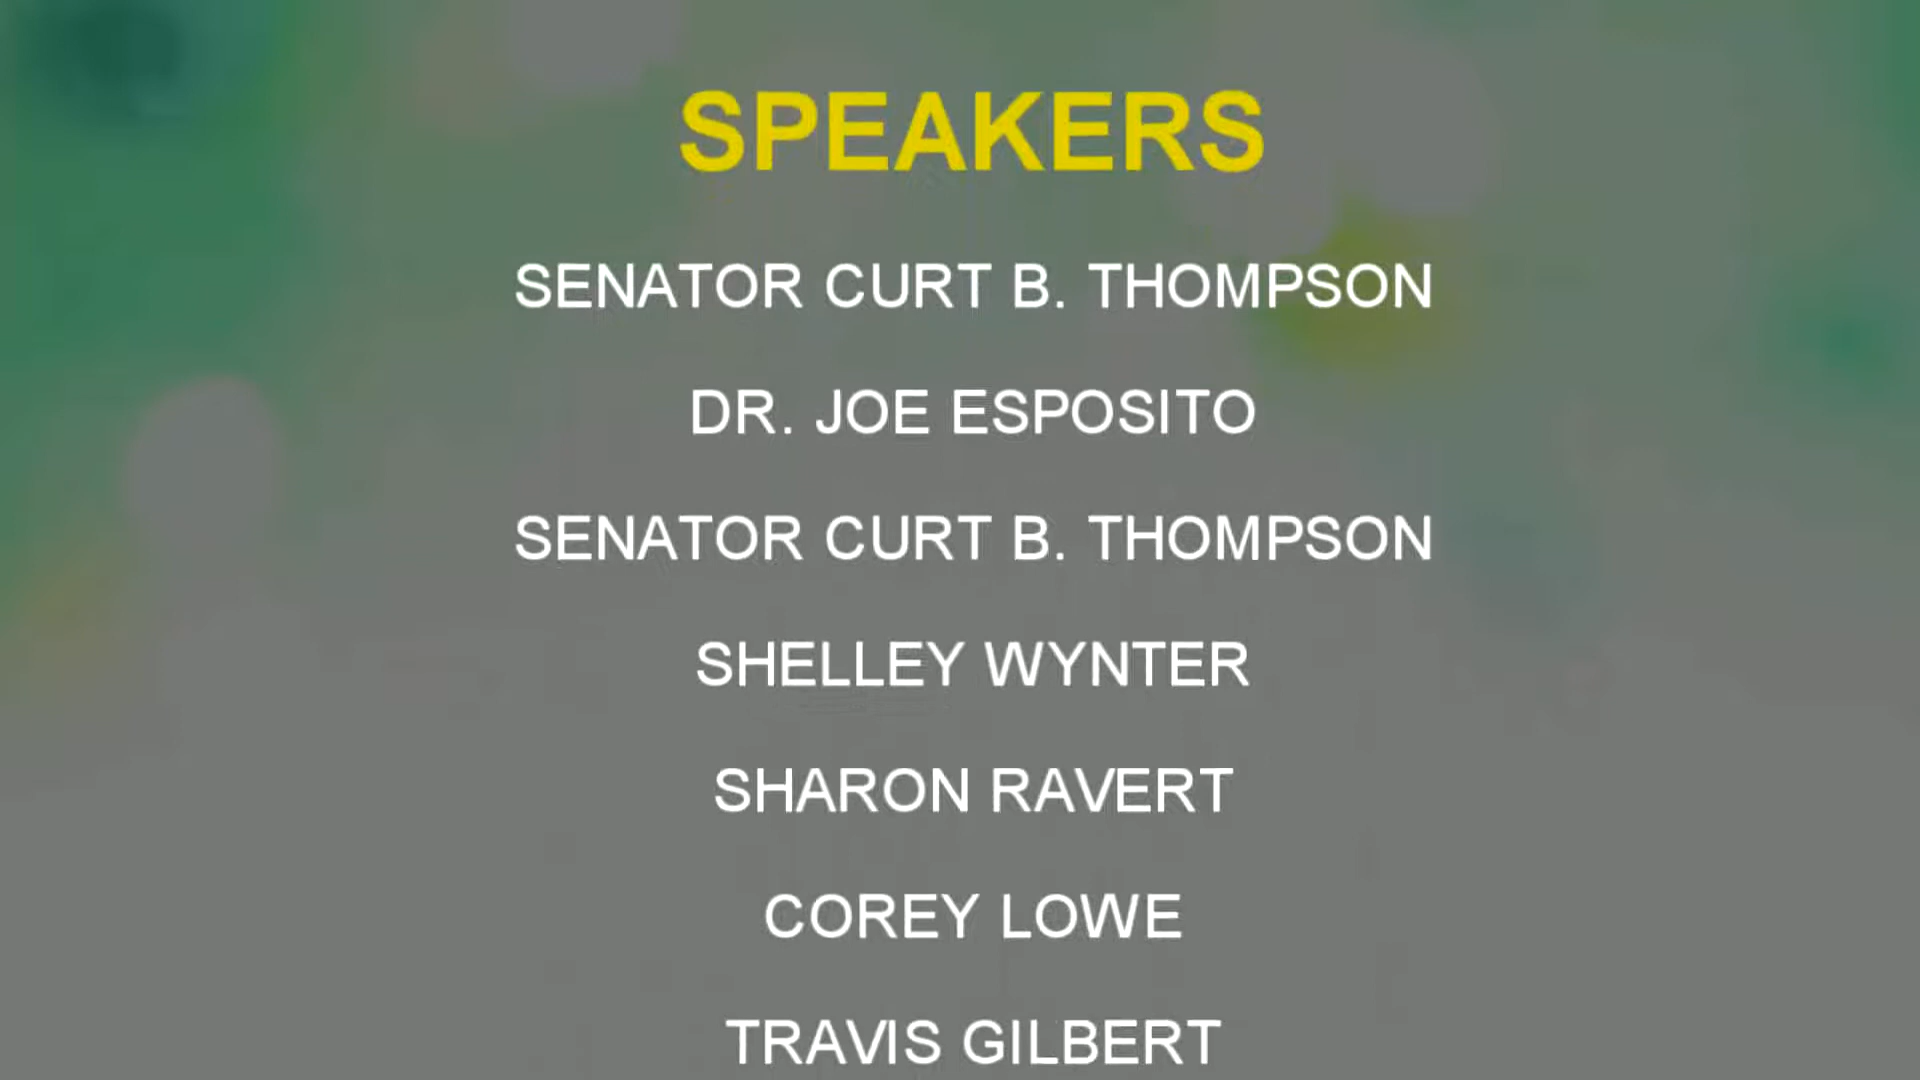 SPEAKERS
SENATOR CURT B. THOMPSON
DR. JOE ESPOSITO
SENATOR CURT B. THOMPSON
SHELLEY WYNTER
SHARON RAVERT
COREY LOWE
TRAVIS GILBERT